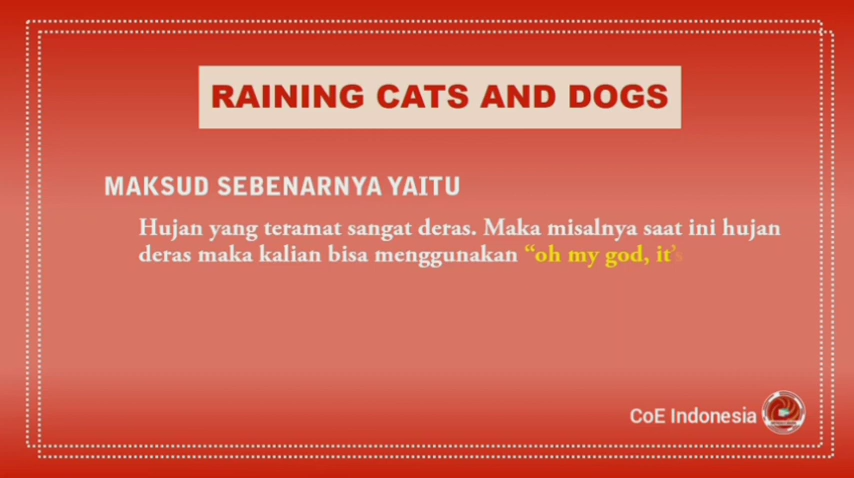 RAINING CATS AND DOGS
MAKSUD SEBENARNYA YAITU
Hujan yang teramat sangat deras. Maka misalnya saat ini hujan
deras maka kalian bisa menggunakan “oh my god, it’s
CoE Indonesia